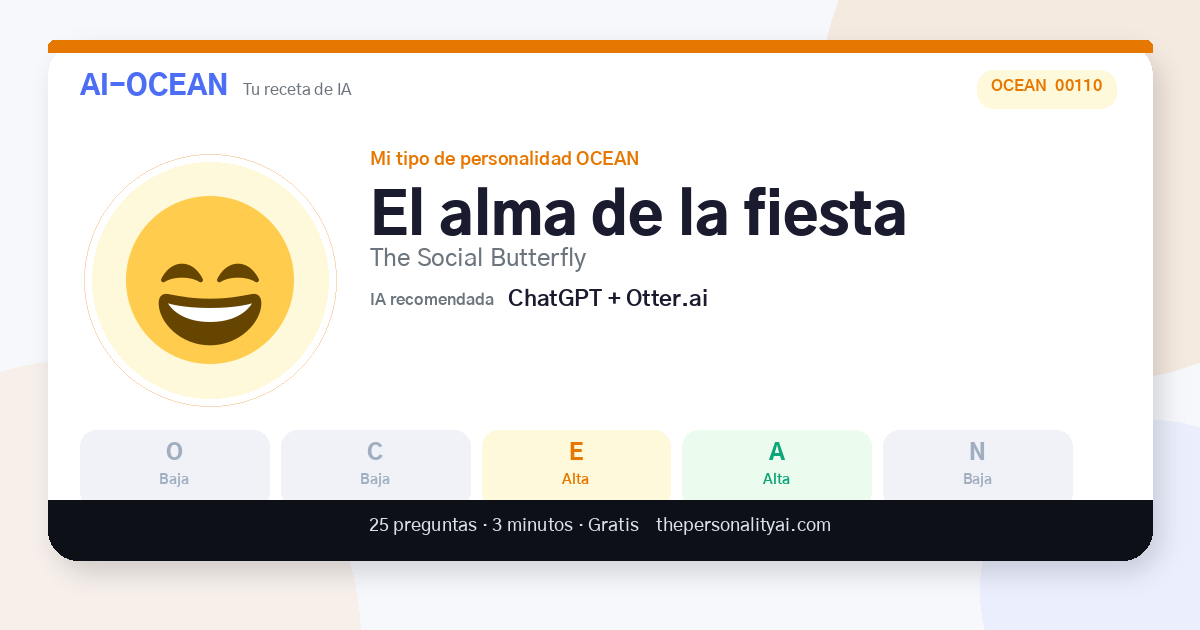 AI-OCEAN Tu receta de IA
OCEAN 00110
Mi tipo de personalidad OCEAN
El alma de la fiesta
The Social Butterfly
IA recomendada ChatGPT + Otter.ai
O
Baja
C
Baja
E
Alta
A
Alta
N
Baja
25 preguntas · 3 minutos · Gratis thepersonalityai.com